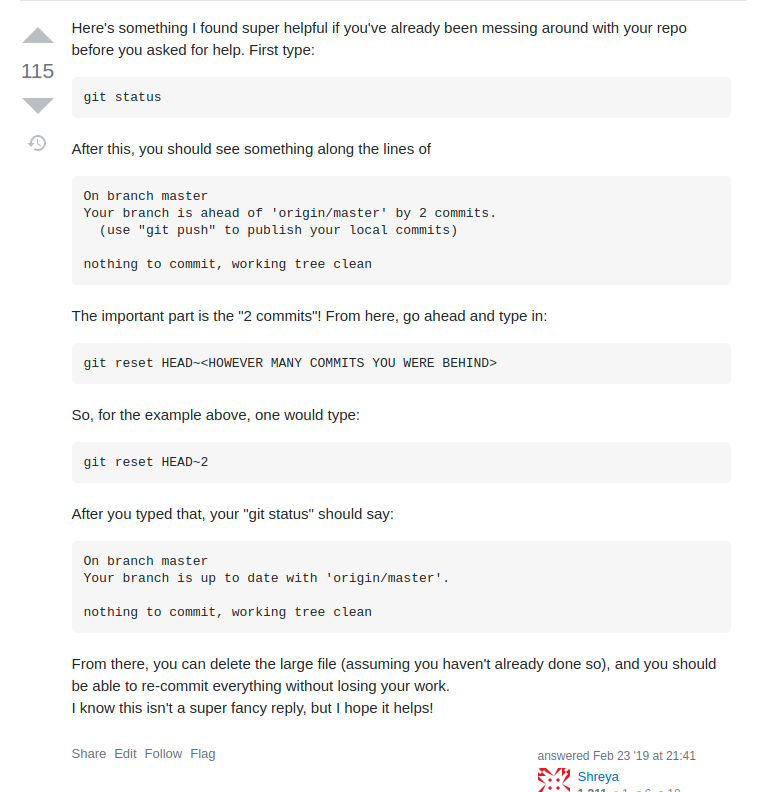 Here's something I found super helpful if you've already been messing around with your repo
before you asked for help. First type:
115
git status
After this, you should see something along the lines of
On branch master
Your branch is ahead of 'origin/master' by 2 commits.
  (use "git push" to publish your local commits)
nothing to commit, working tree clean
The important part is the "2 commits"! From here, go ahead and type in:
git reset HEAD~<HOWEVER MANY COMMITS YOU WERE BEHIND>
So, for the example above, one would type:
git reset HEAD~2
After you typed that, your "git status" should say:
On branch master
Your branch is up to date with 'origin/master'.
nothing to commit, working tree clean
From there, you can delete the large file (assuming you haven't already done so), and you should
be able to re-commit everything without losing your work.
I know this isn't a super fancy reply, but I hope it helps!
Share Edit Follow Flag
answered Feb 23 '19 at 21:41
Shreya